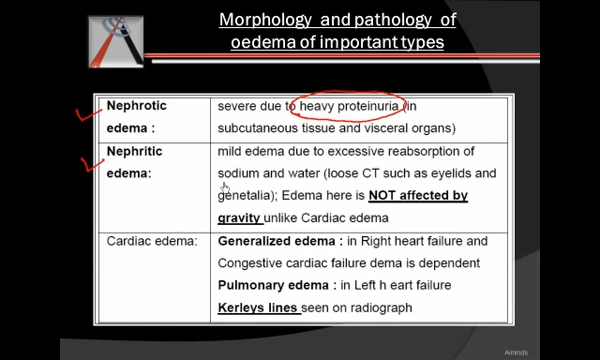 Morphology and pathology of
oedema of important types
Nephrotic
edema :
severe due to heavy proteinuria (in
subcutaneous tissue and visceral organs)
Nephritic
edema:
mild edema due to excessive reabsorption of
sodium and water (loose CT such as eyelids and
genetalia); Edema here is NOT affected by
gravity unlike Cardiac edema
Cardiac edema:
Generalized edema : in Right heart failure and
Congestive cardiac failure dema is dependent
Pulmonary edema : in Left h eart failure
Kerleys lines seen on radiograph